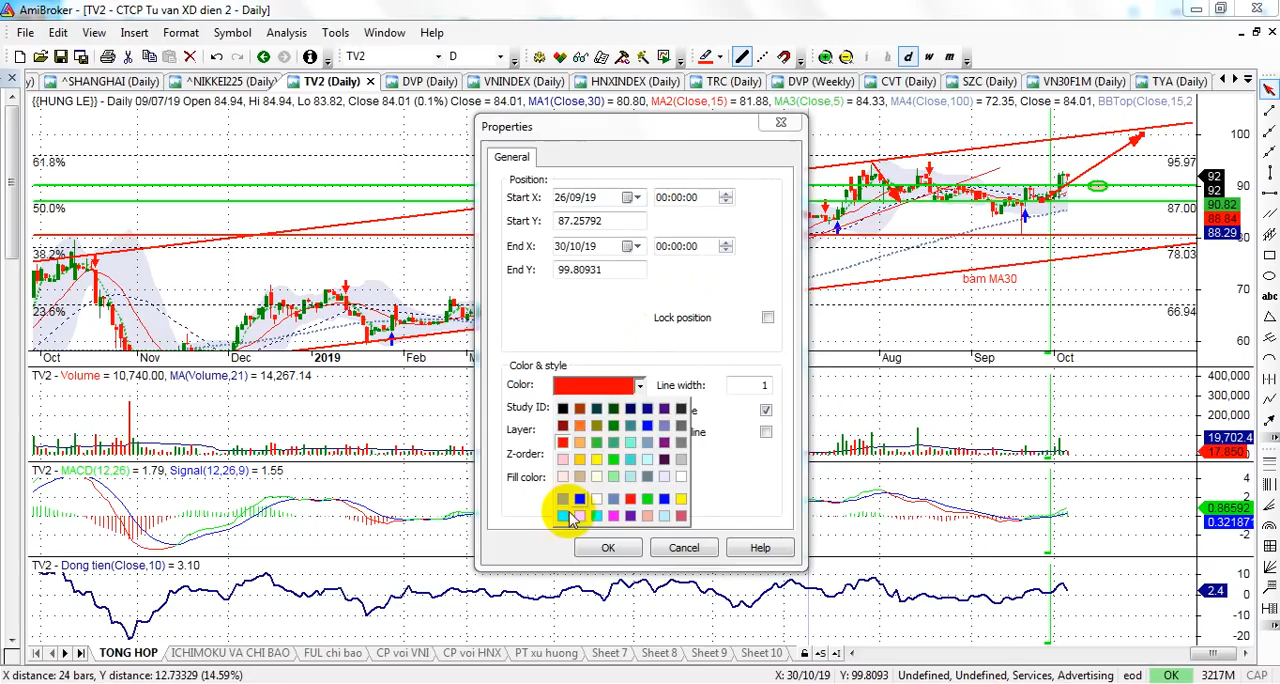 AmiBroker - [TV2 - CTCP Tu van XD dien 2 - Daily]
File Edit View Insert Format Symbol Analysis Tools Window Help
TV2 D i h d w m
^SHANGHAI (Daily) ^NIKKEI225 (Daily) TV2 (Daily) DVP (Daily) VNINDEX (Daily) HNXINDEX (Daily) TRC (Daily) DVP (Weekly) CVT (Daily) SZC (Daily) VN30F1M (Daily) TYA (Daily)
{{HUNG LE}} - Daily 09/07/19 Open 84.94, Hi 84.94, Lo 83.82, Close 84.01 (0.1%) Close = 84.01, MA1(Close,30) = 80.80, MA2(Close,15) = 81.88, MA3(Close,5) = 84.33, MA4(Close,100) = 72.35, Close = 84.01, BBTop(Close,15,2
61.8%
50.0%
38.2%
23.6%
Oct Nov Dec 2019 Feb
Aug Sep Oct
bám MA30
100
95.97
92
92
90
90.82
87.00
88.84
88.29
80
78.03
70
66.94
60
Properties
General
Position:
Start X: 26/09/19 00:00:00
Start Y: 87.25792
End X: 30/10/19 00:00:00
End Y: 99.80931
Lock position
Color & style
Color: Line width: 1
Study ID:
Layer:
Z-order:
Fill color:
OK Cancel Help
TV2 - Volume = 10,740.00, MA(Volume,21) = 14,267.14
400,000
300,000
200,000
19,702.4
17,850
TV2 - MACD(12,26) = 1.79, Signal(12,26,9) = 1.55
4
2
0.86592
0.32187
-2
TV2 - Dong tien(Close,10) = 3.10
10
2.4
0
-10
-20
TONG HOP ICHIMOKU VA CHI BAO FUL chi bao CP voi VNI CP voi HNX PT xu huong Sheet 7 Sheet 8 Sheet 9 Sheet 10
X distance: 24 bars, Y distance: 12.73329 (14.59%) X: 30/10/19 Y: 99.8093 Undefined, Undefined, Services, Advertising eod OK 3217M CAP